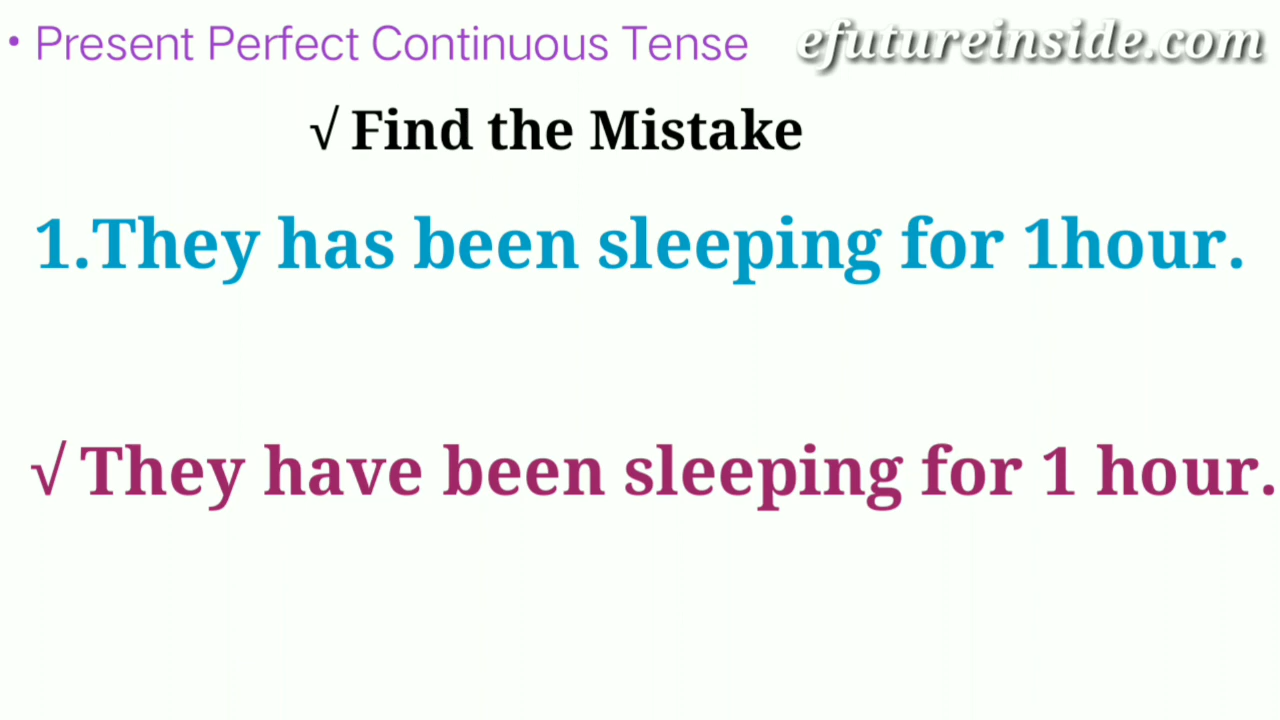 • Present Perfect Continuous Tense efutureinside.com
√ Find the Mistake
1.They has been sleeping for 1hour.
√ They have been sleeping for 1 hour.